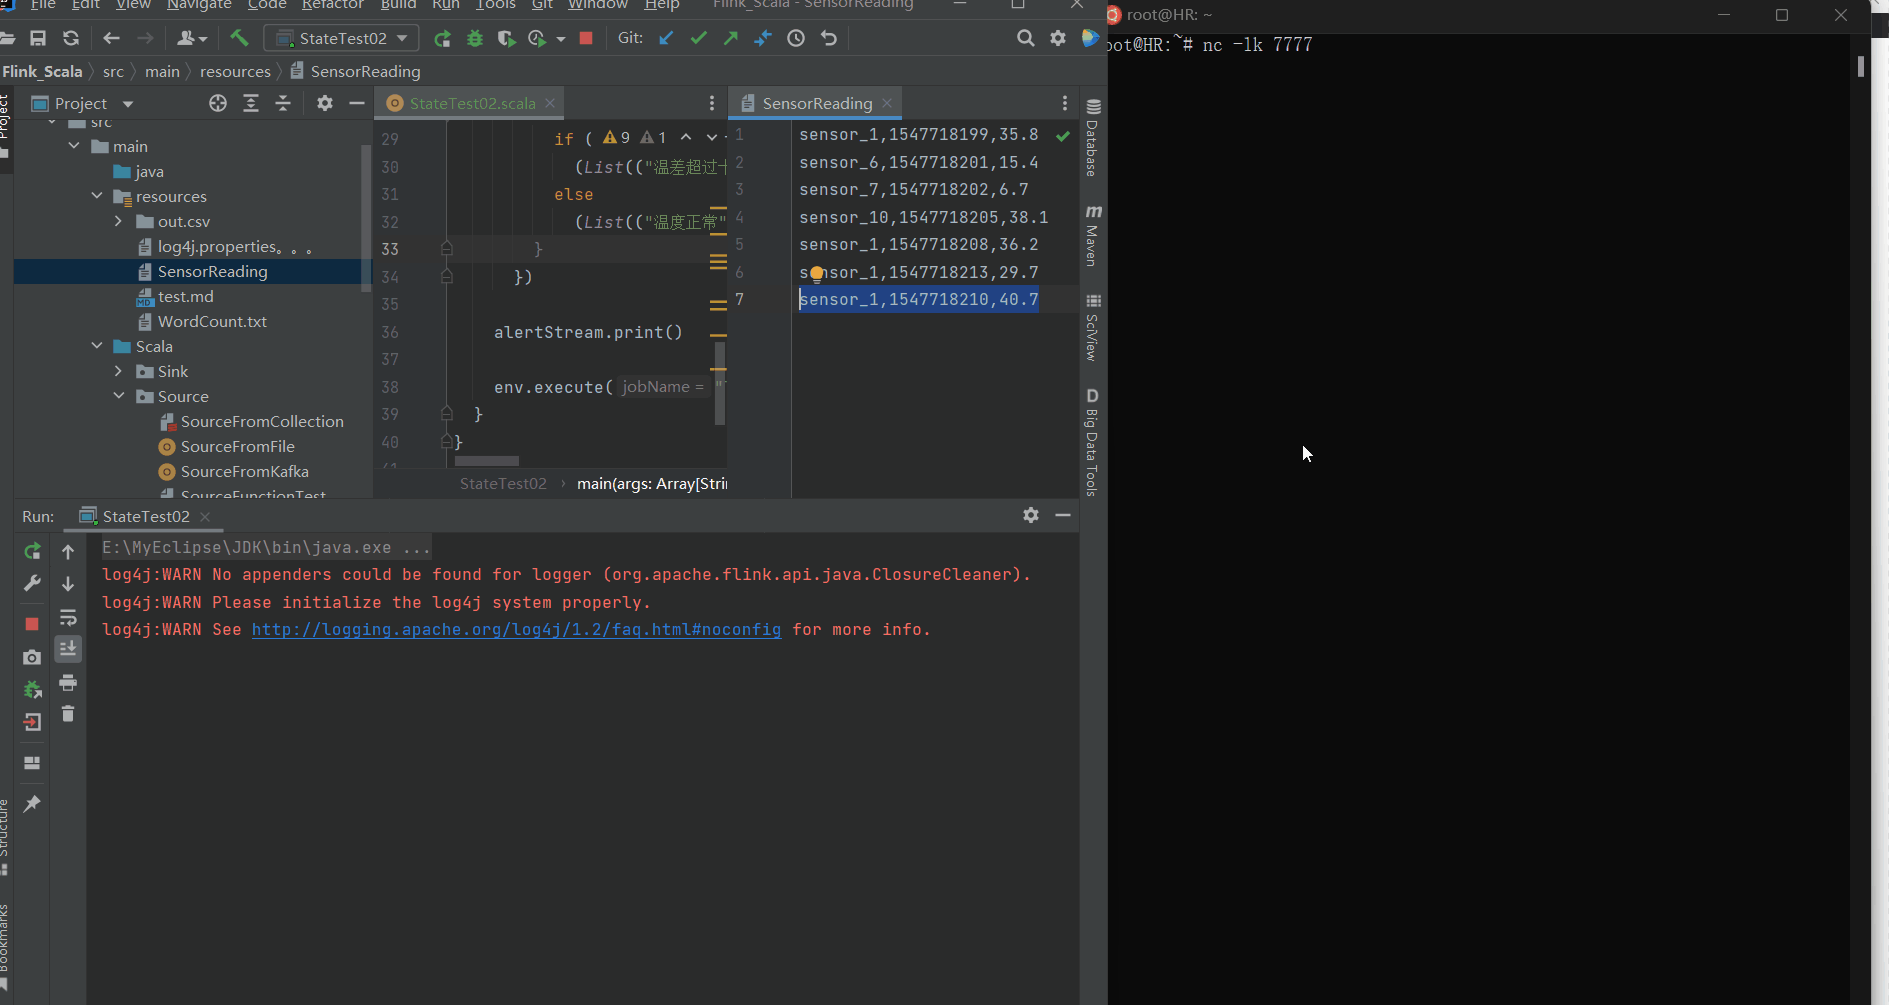 File Edit View Navigate Code Refactor Build Run Tools Git Window Help Flink_Scala - SensorReading
StateTest02 Git:
Flink_Scala src main resources SensorReading
Project
Project
src
main
java
resources
out.csv
log4j.properties。。。
SensorReading
test.md
WordCount.txt
Scala
Sink
Source
SourceFromCollection
SourceFromFile
SourceFromKafka
SourceFunctionTest
StateTest02.scala
29 if ( 9 1
30 (List(("温差超过十
31 else
32 (List(("温度正常"
33 }
34 })
35
36 alertStream.print()
37
38 env.execute( jobName = "
39 }
40 }
41
StateTest02 › main(args: Array[Stri
SensorReading
1 sensor_1,1547718199,35.8
2 sensor_6,1547718201,15.4
3 sensor_7,1547718202,6.7
4 sensor_10,1547718205,38.1
5 sensor_1,1547718208,36.2
6 sensor_1,1547718213,29.7
7 sensor_1,1547718210,40.7
Database
m Maven
SciView
D Big Data Tools
Run: StateTest02
E:\MyEclipse\JDK\bin\java.exe ...
log4j:WARN No appenders could be found for logger (org.apache.flink.api.java.ClosureCleaner).
log4j:WARN Please initialize the log4j system properly.
log4j:WARN See http://logging.apache.org/log4j/1.2/faq.html#noconfig for more info.
Structure
Bookmarks
root@HR: ~
oot@HR:~# nc -lk 7777